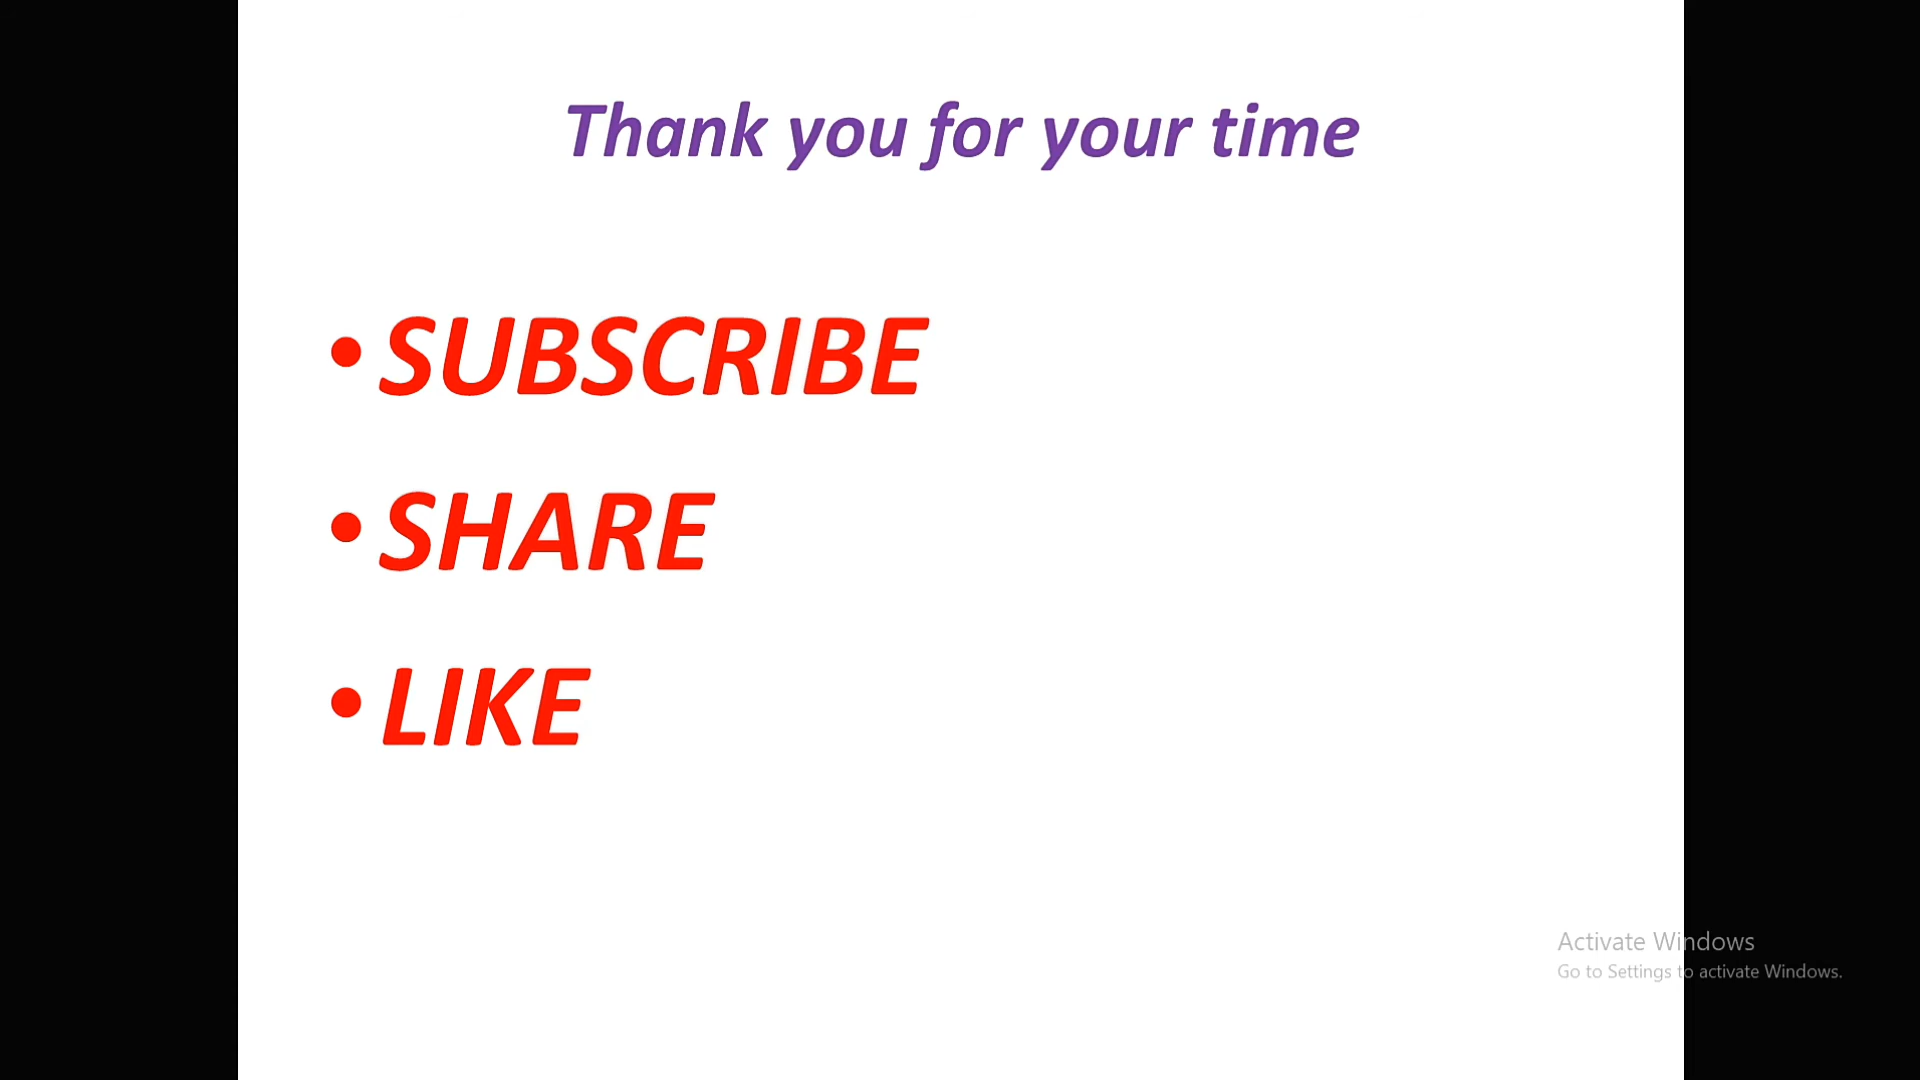 Thank you for your time
• SUBSCRIBE
• SHARE
• LIKE
Activate Windows
Go to Settings to activate Windows.